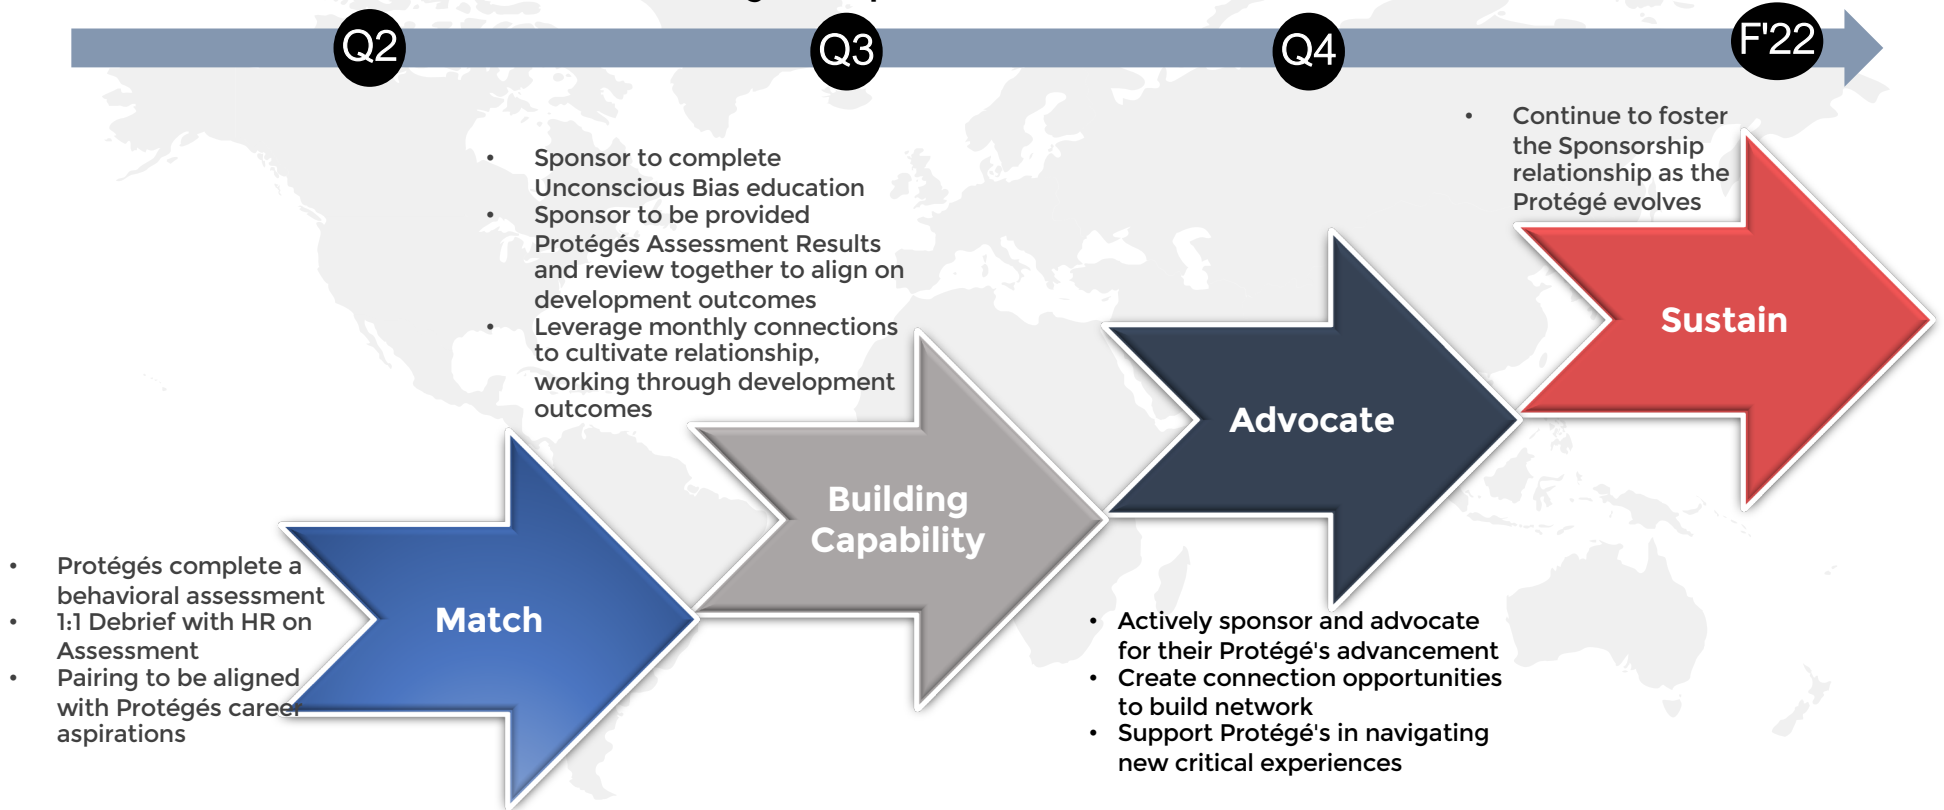 Q2
Q3
Q4
F'22
• Continue to foster
the Sponsorship
relationship as the
Protégé evolves
• Sponsor to complete
Unconscious Bias education
• Sponsor to be provided
Protégés Assessment Results
and review together to align on
development outcomes
• Leverage monthly connections
to cultivate relationship,
working through development
outcomes
Sustain
Advocate
Building
Capability
Match
• Protégés complete a
behavioral assessment
• 1:1 Debrief with HR on
Assessment
• Pairing to be aligned
with Protégés career
aspirations
• Actively sponsor and advocate
for their Protégé's advancement
• Create connection opportunities
to build network
• Support Protégé's in navigating
new critical experiences